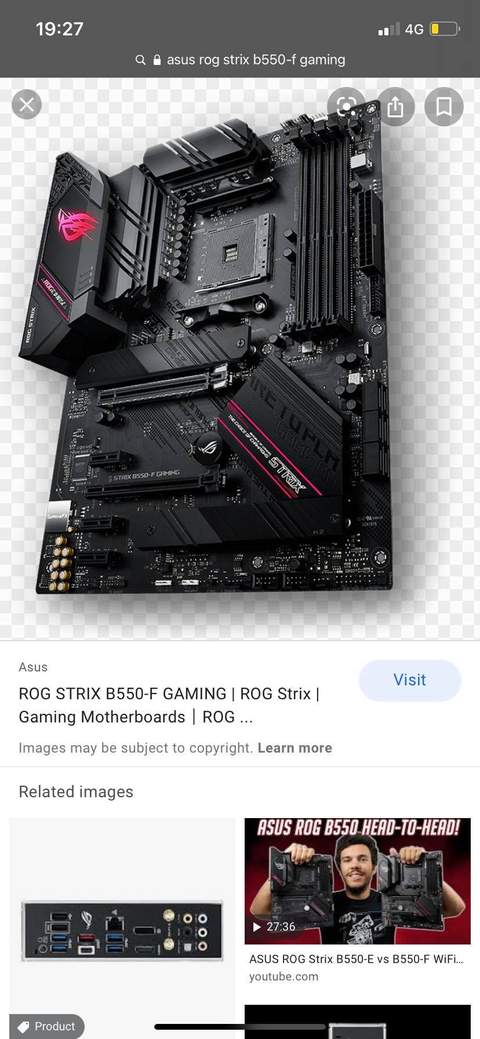 19:27
4G
asus rog strix b550-f gaming
ROG STRIX
STRIX B550-F GAMING
STRIX
Asus
Visit
ROG STRIX B550-F GAMING | ROG Strix |
Gaming Motherboards | ROG ...
Images may be subject to copyright. Learn more
Related images
ASUS ROG B550 HEAD-TO-HEAD!
27:36
ASUS ROG Strix B550-E vs B550-F WiFi...
youtube.com
Product